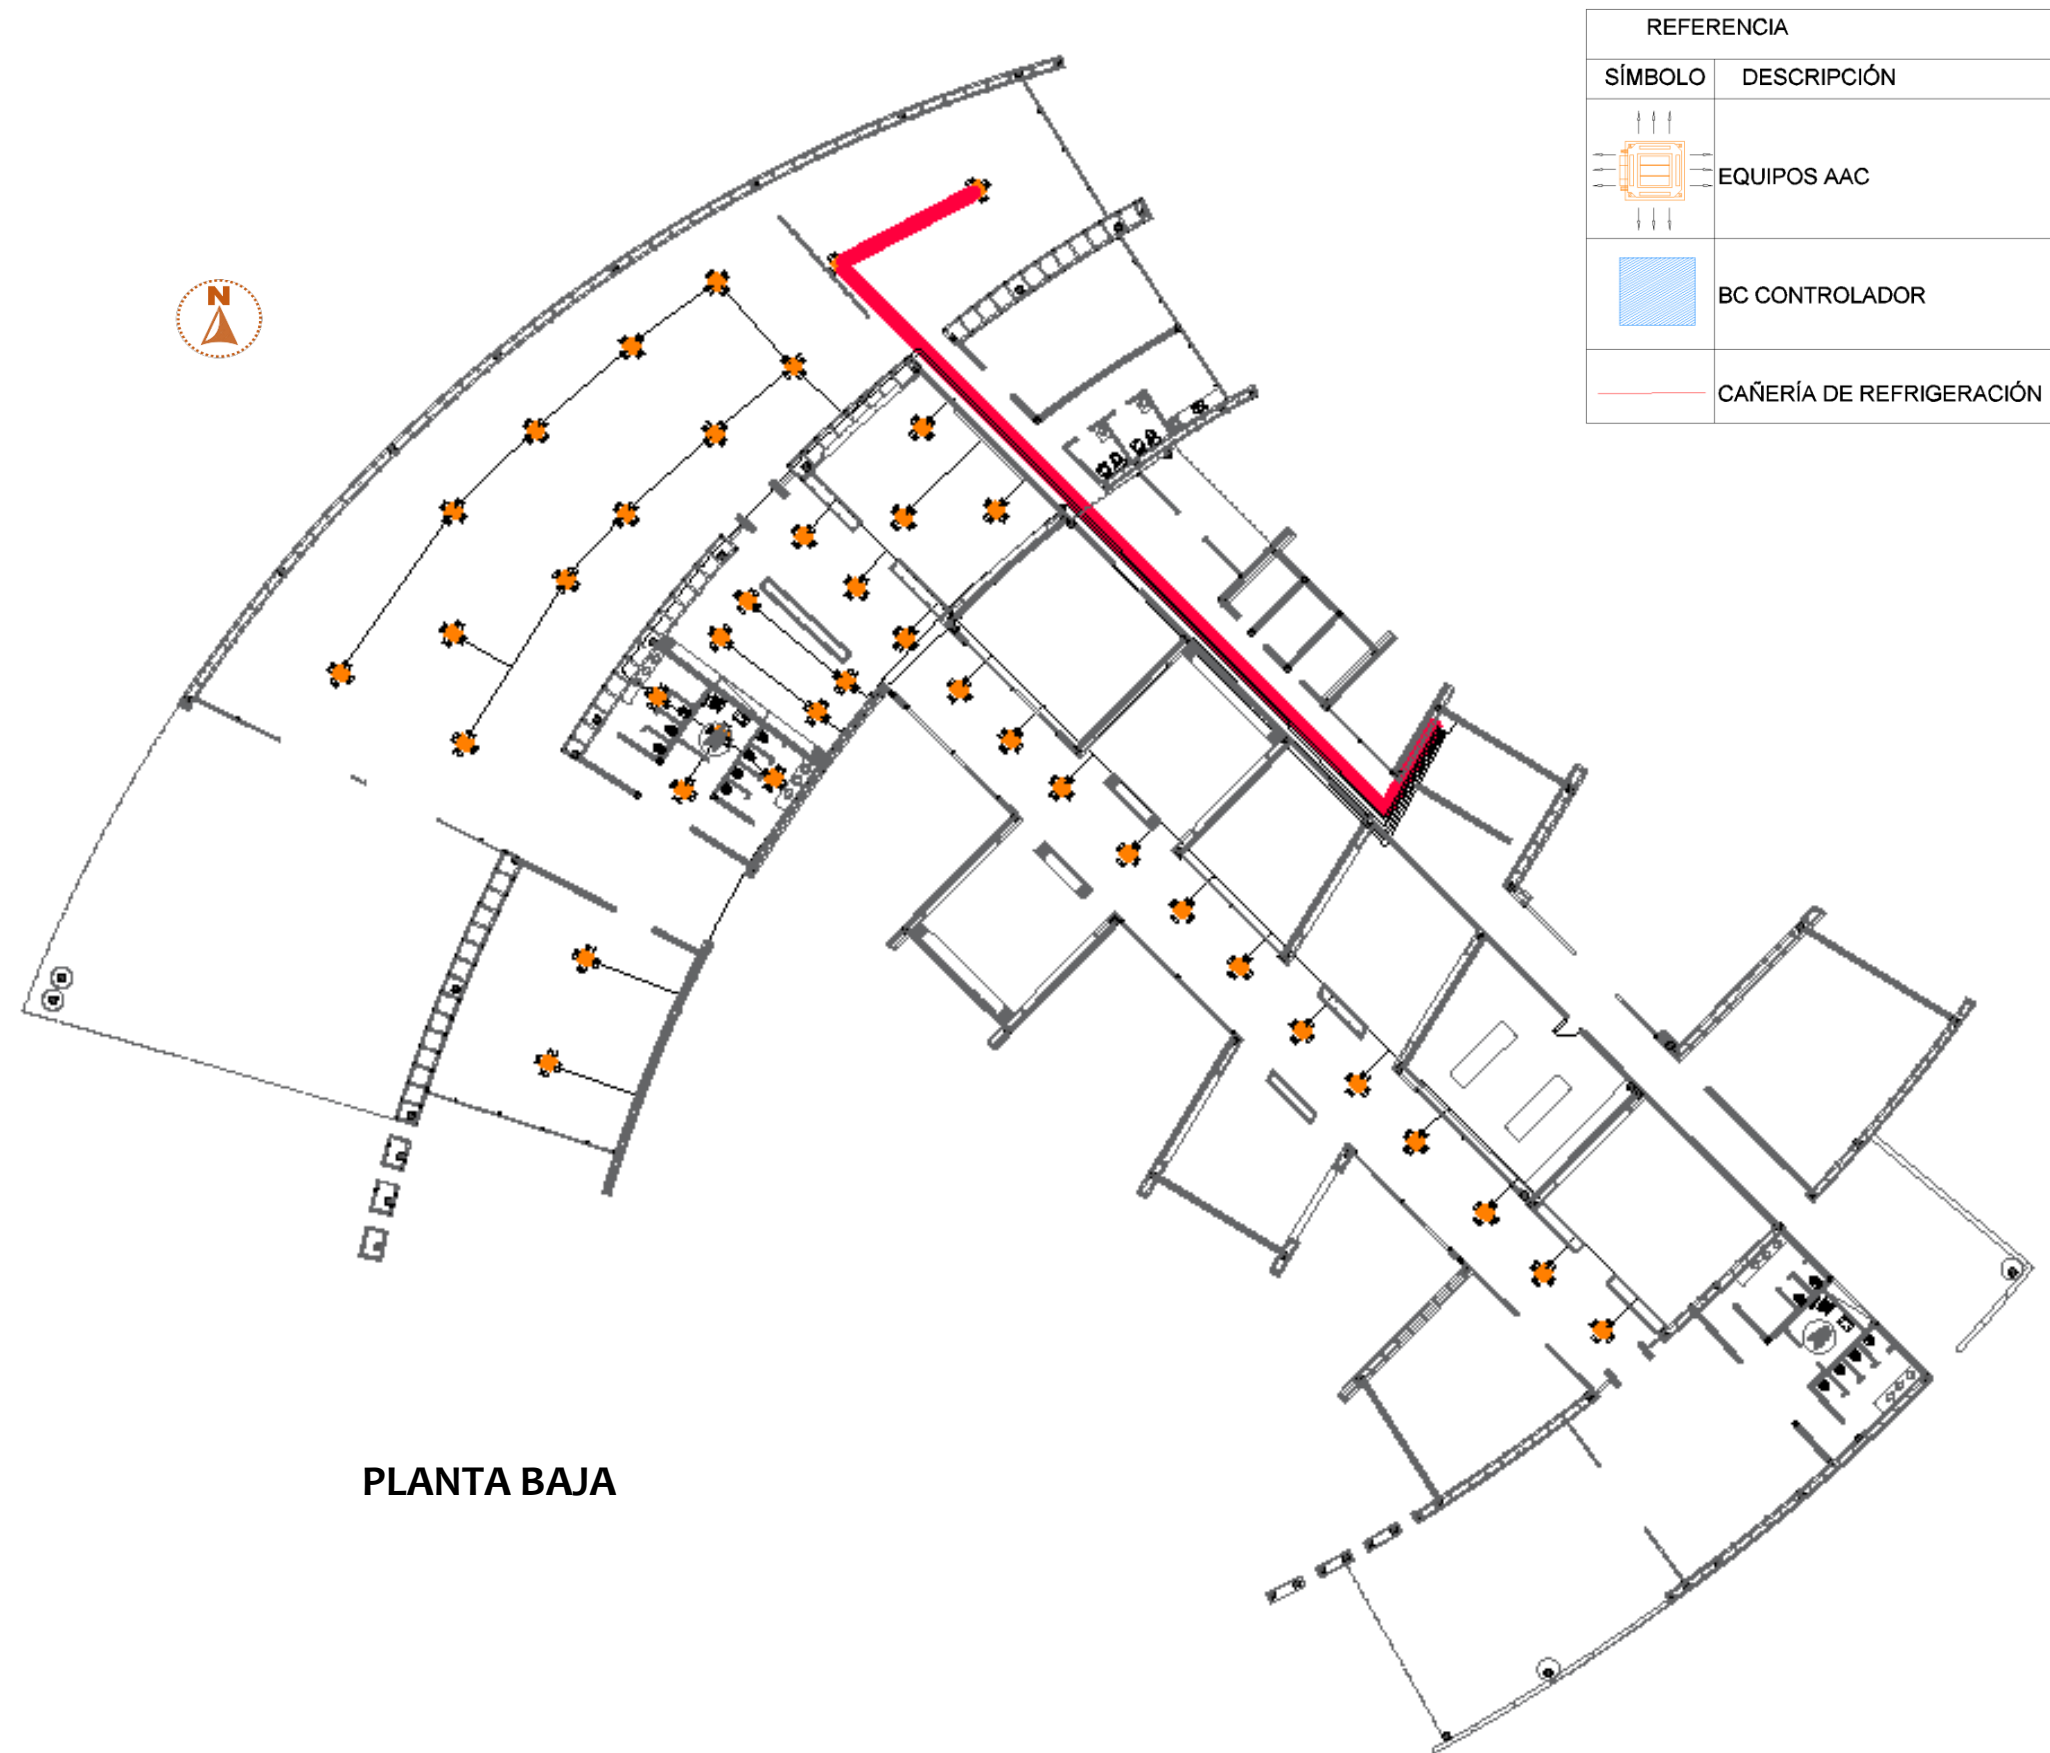 REFERENCIA
SÍMBOLO DESCRIPCIÓN
EQUIPOS AAC
BC CONTROLADOR
CAÑERÍA DE REFRIGERACIÓN
N
PLANTA BAJA